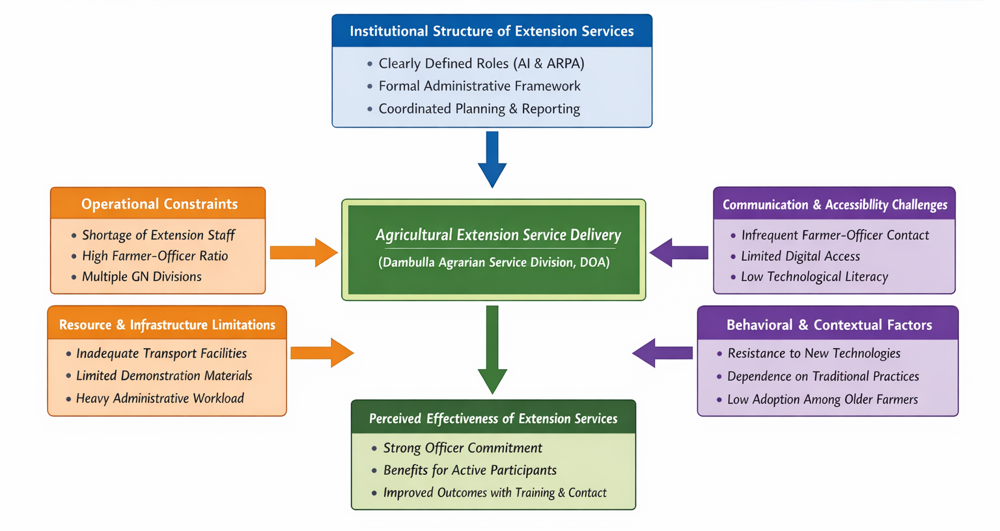 Institutional Structure of Extension Services
• Clearly Defined Roles (AI & ARPA)
• Formal Administrative Framework
• Coordinated Planning & Reporting
Operational Constraints
• Shortage of Extension Staff
• High Farmer-Officer Ratio
• Multiple GN Divisions
Agricultural Extension Service Delivery
(Dambulla Agrarian Service Division, DOA)
Communication & Accessibility Challenges
• Infrequent Farmer-Officer Contact
• Limited Digital Access
• Low Technological Literacy
Resource & Infrastructure Limitations
• Inadequate Transport Facilities
• Limited Demonstration Materials
• Heavy Administrative Workload
Behavioral & Contextual Factors
• Resistance to New Technologies
• Dependence on Traditional Practices
• Low Adoption Among Older Farmers
Perceived Effectiveness of Extension Services
• Strong Officer Commitment
• Benefits for Active Participants
• Improved Outcomes with Training & Contact